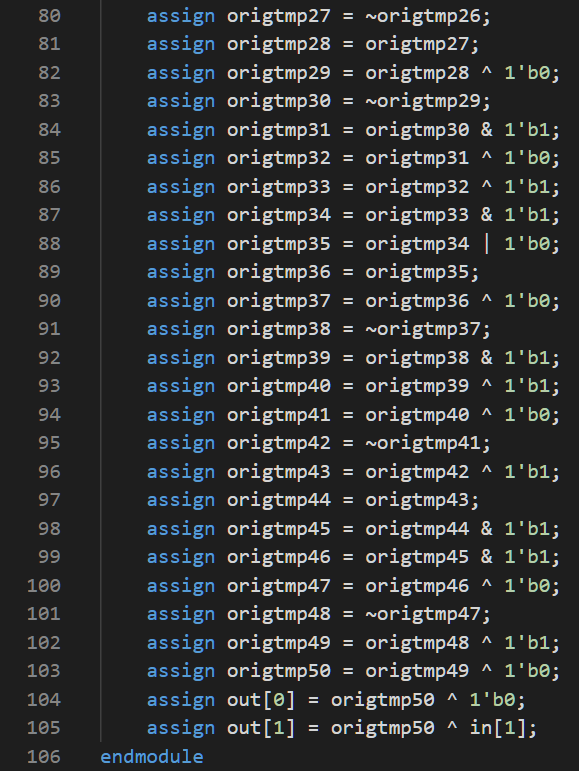 80 assign origtmp27 = ~origtmp26;
81 assign origtmp28 = origtmp27;
82 assign origtmp29 = origtmp28 ^ 1'b0;
83 assign origtmp30 = ~origtmp29;
84 assign origtmp31 = origtmp30 & 1'b1;
85 assign origtmp32 = origtmp31 ^ 1'b0;
86 assign origtmp33 = origtmp32 ^ 1'b1;
87 assign origtmp34 = origtmp33 & 1'b1;
88 assign origtmp35 = origtmp34 | 1'b0;
89 assign origtmp36 = origtmp35;
90 assign origtmp37 = origtmp36 ^ 1'b0;
91 assign origtmp38 = ~origtmp37;
92 assign origtmp39 = origtmp38 & 1'b1;
93 assign origtmp40 = origtmp39 ^ 1'b1;
94 assign origtmp41 = origtmp40 ^ 1'b0;
95 assign origtmp42 = ~origtmp41;
96 assign origtmp43 = origtmp42 ^ 1'b1;
97 assign origtmp44 = origtmp43;
98 assign origtmp45 = origtmp44 & 1'b1;
99 assign origtmp46 = origtmp45 & 1'b1;
100 assign origtmp47 = origtmp46 ^ 1'b0;
101 assign origtmp48 = ~origtmp47;
102 assign origtmp49 = origtmp48 ^ 1'b1;
103 assign origtmp50 = origtmp49 ^ 1'b0;
104 assign out[0] = origtmp50 ^ 1'b0;
105 assign out[1] = origtmp50 ^ in[1];
106 endmodule